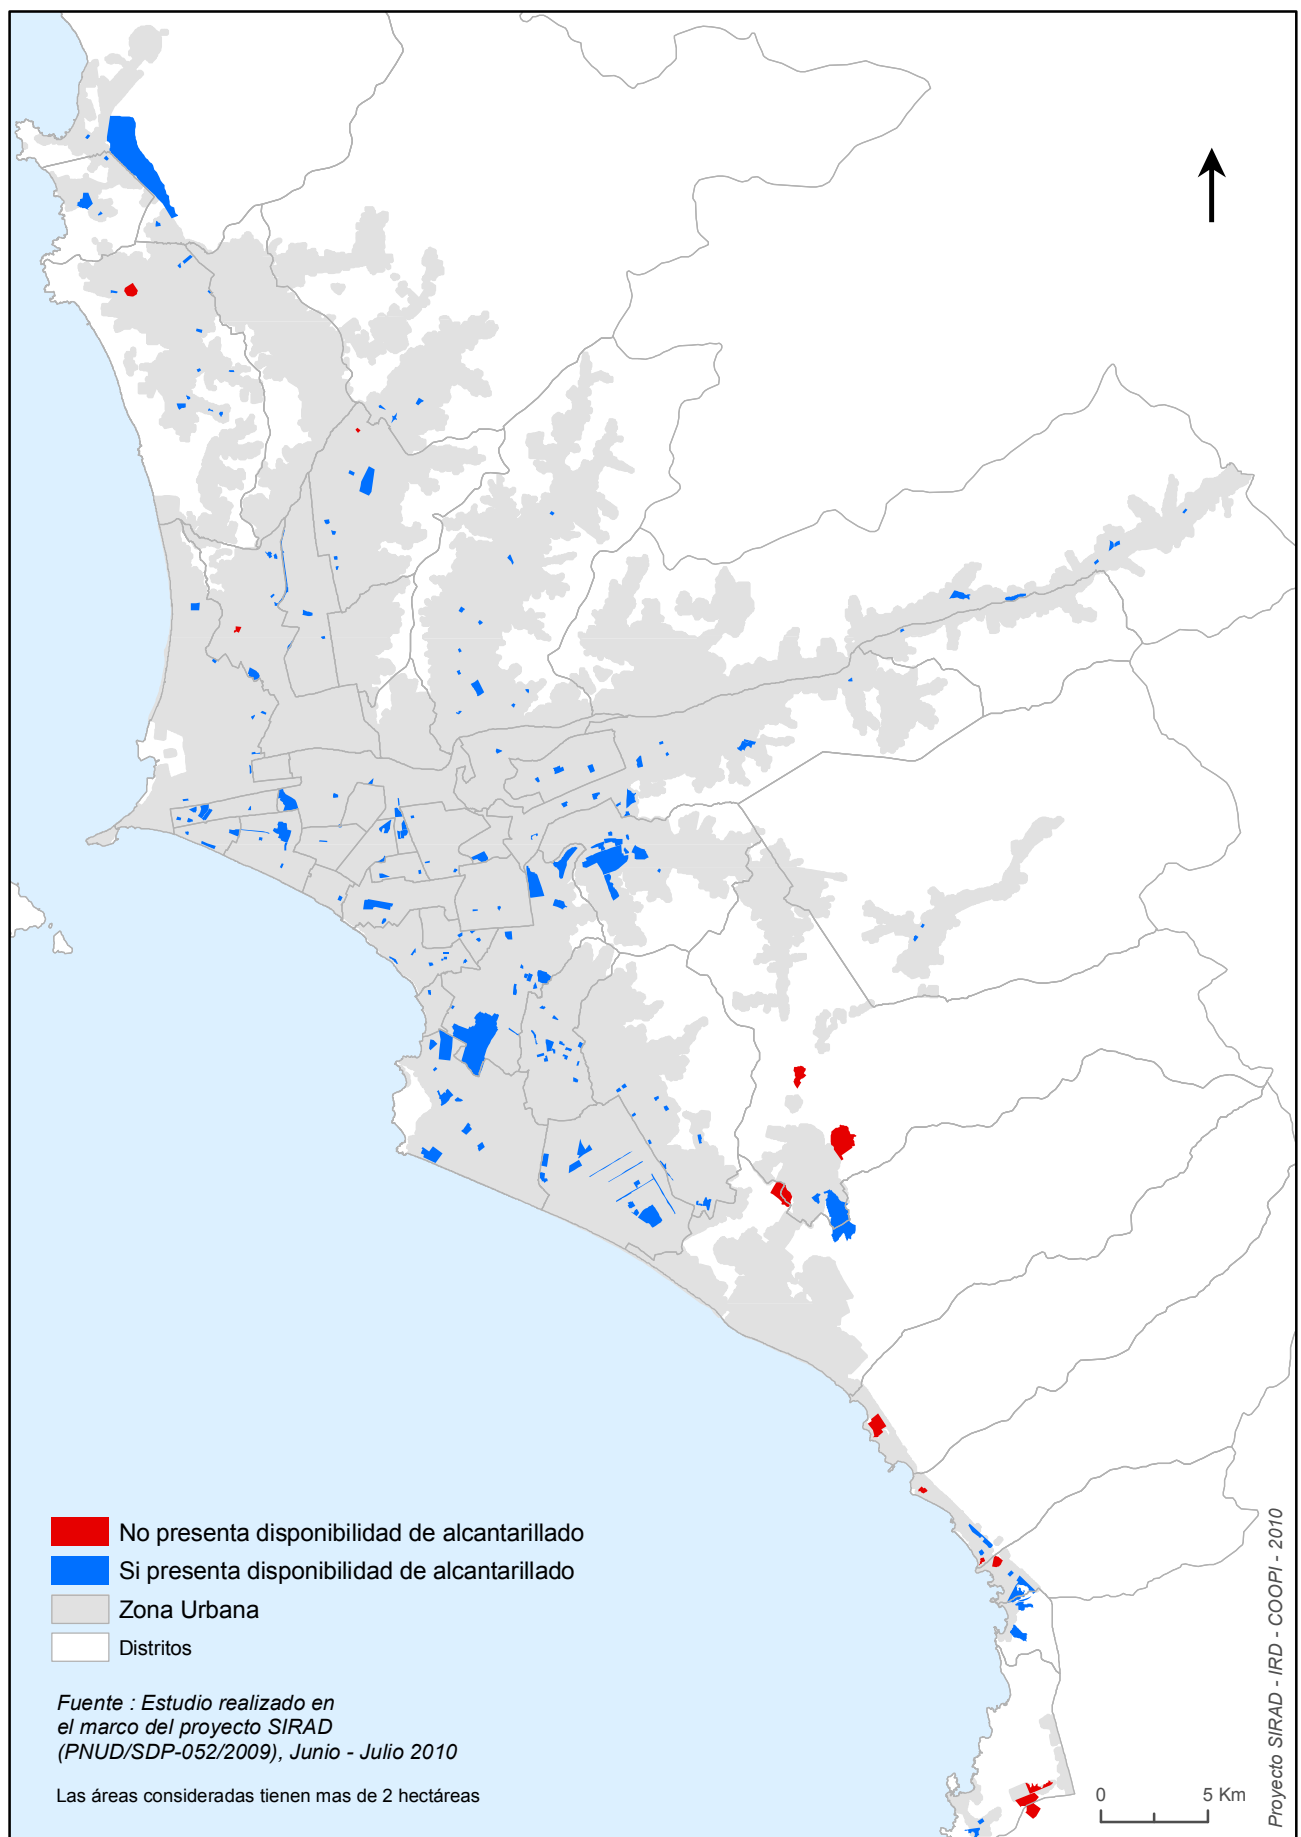 No presenta disponibilidad de alcantarillado
Si presenta disponibilidad de alcantarillado
Zona Urbana
Distritos
Fuente : Estudio realizado en
el marco del proyecto SIRAD
(PNUD/SDP-052/2009), Junio - Julio 2010
Las áreas consideradas tienen mas de 2 hectáreas
0 5 Km
Proyecto SIRAD - IRD - COOPI - 2010